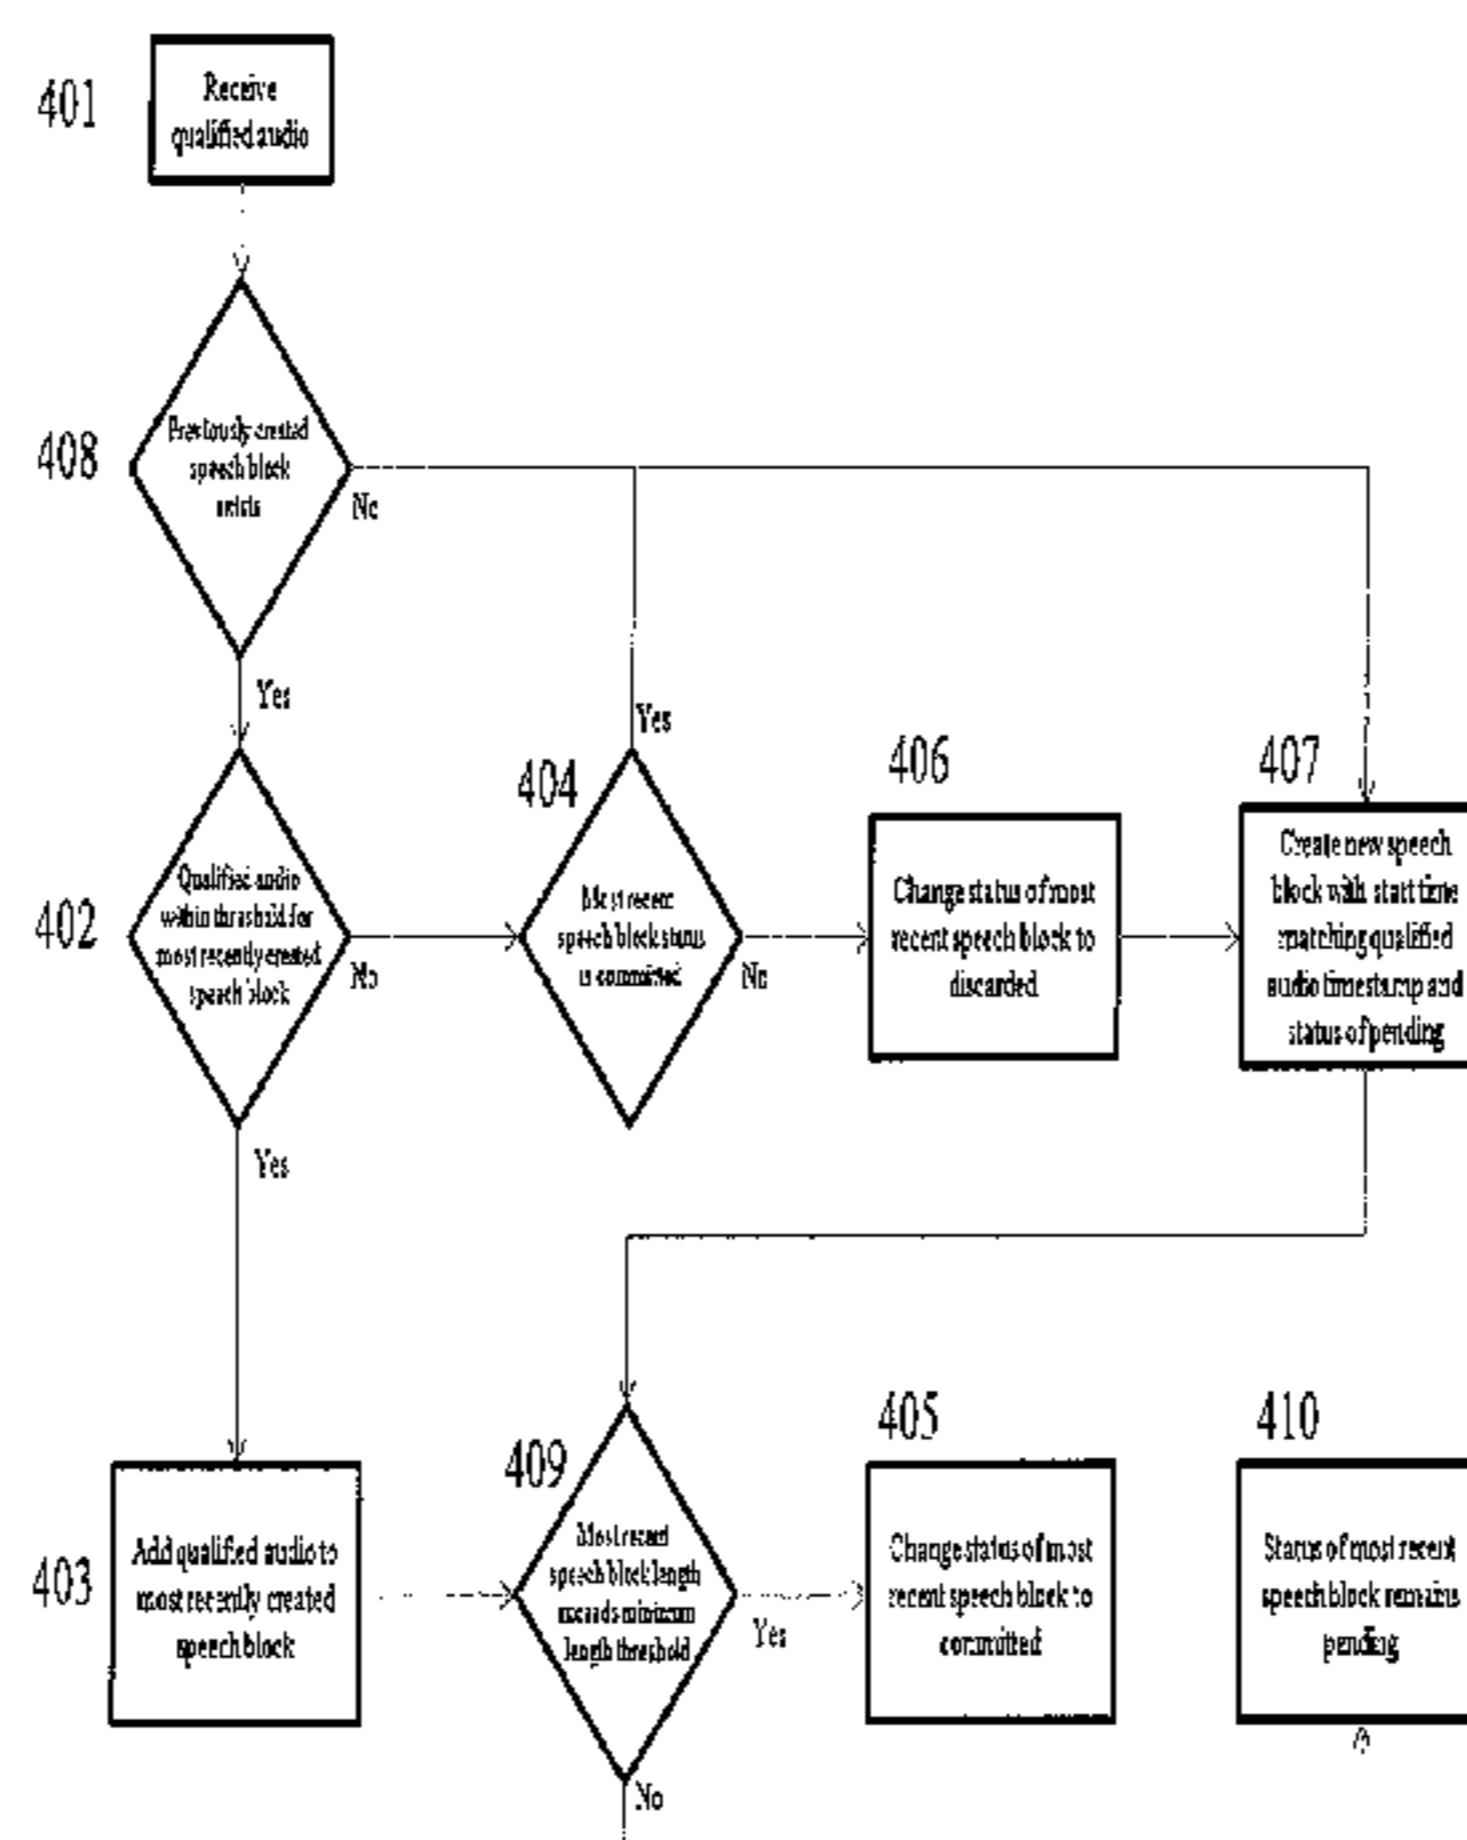 401
Receive
qualified audio
408
Previously created
speech block
exists
No
Yes
402
Qualified audio
within threshold for
most recently created
speech block
No
Yes
404
Yes
Most recent
speech block status
is committed
No
406
Change status of most
recent speech block to
discarded
407
Create new speech
block with start time
matching qualified
audio timestamp and
status of pending
403
Add qualified audio to
most recently created
speech block
409
Most recent
speech block length
exceeds minimum
length threshold
Yes
No
405
Change status of most
recent speech block to
committed
410
Status of most recent
speech block remains
pending